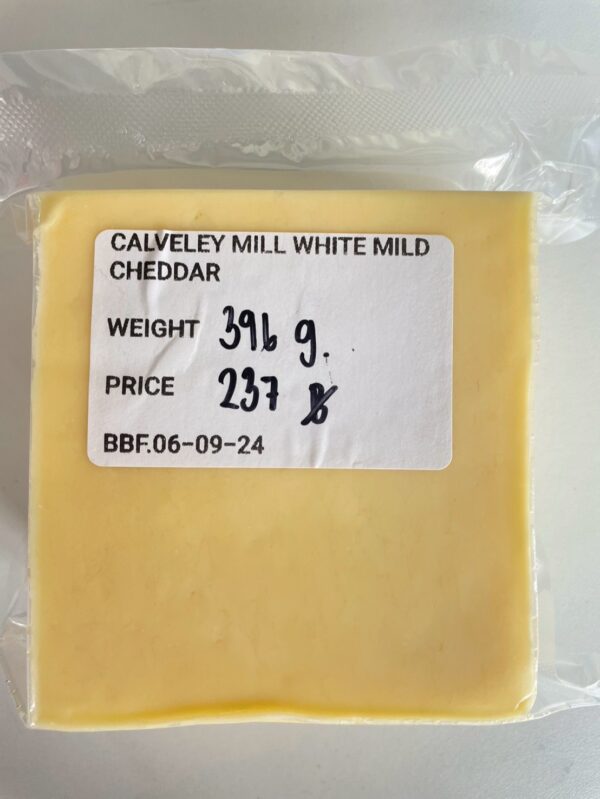 CALVELEY MILL WHITE MILD
CHEDDAR
WEIGHT 396 g.
PRICE 237 ฿
BBF.06-09-24